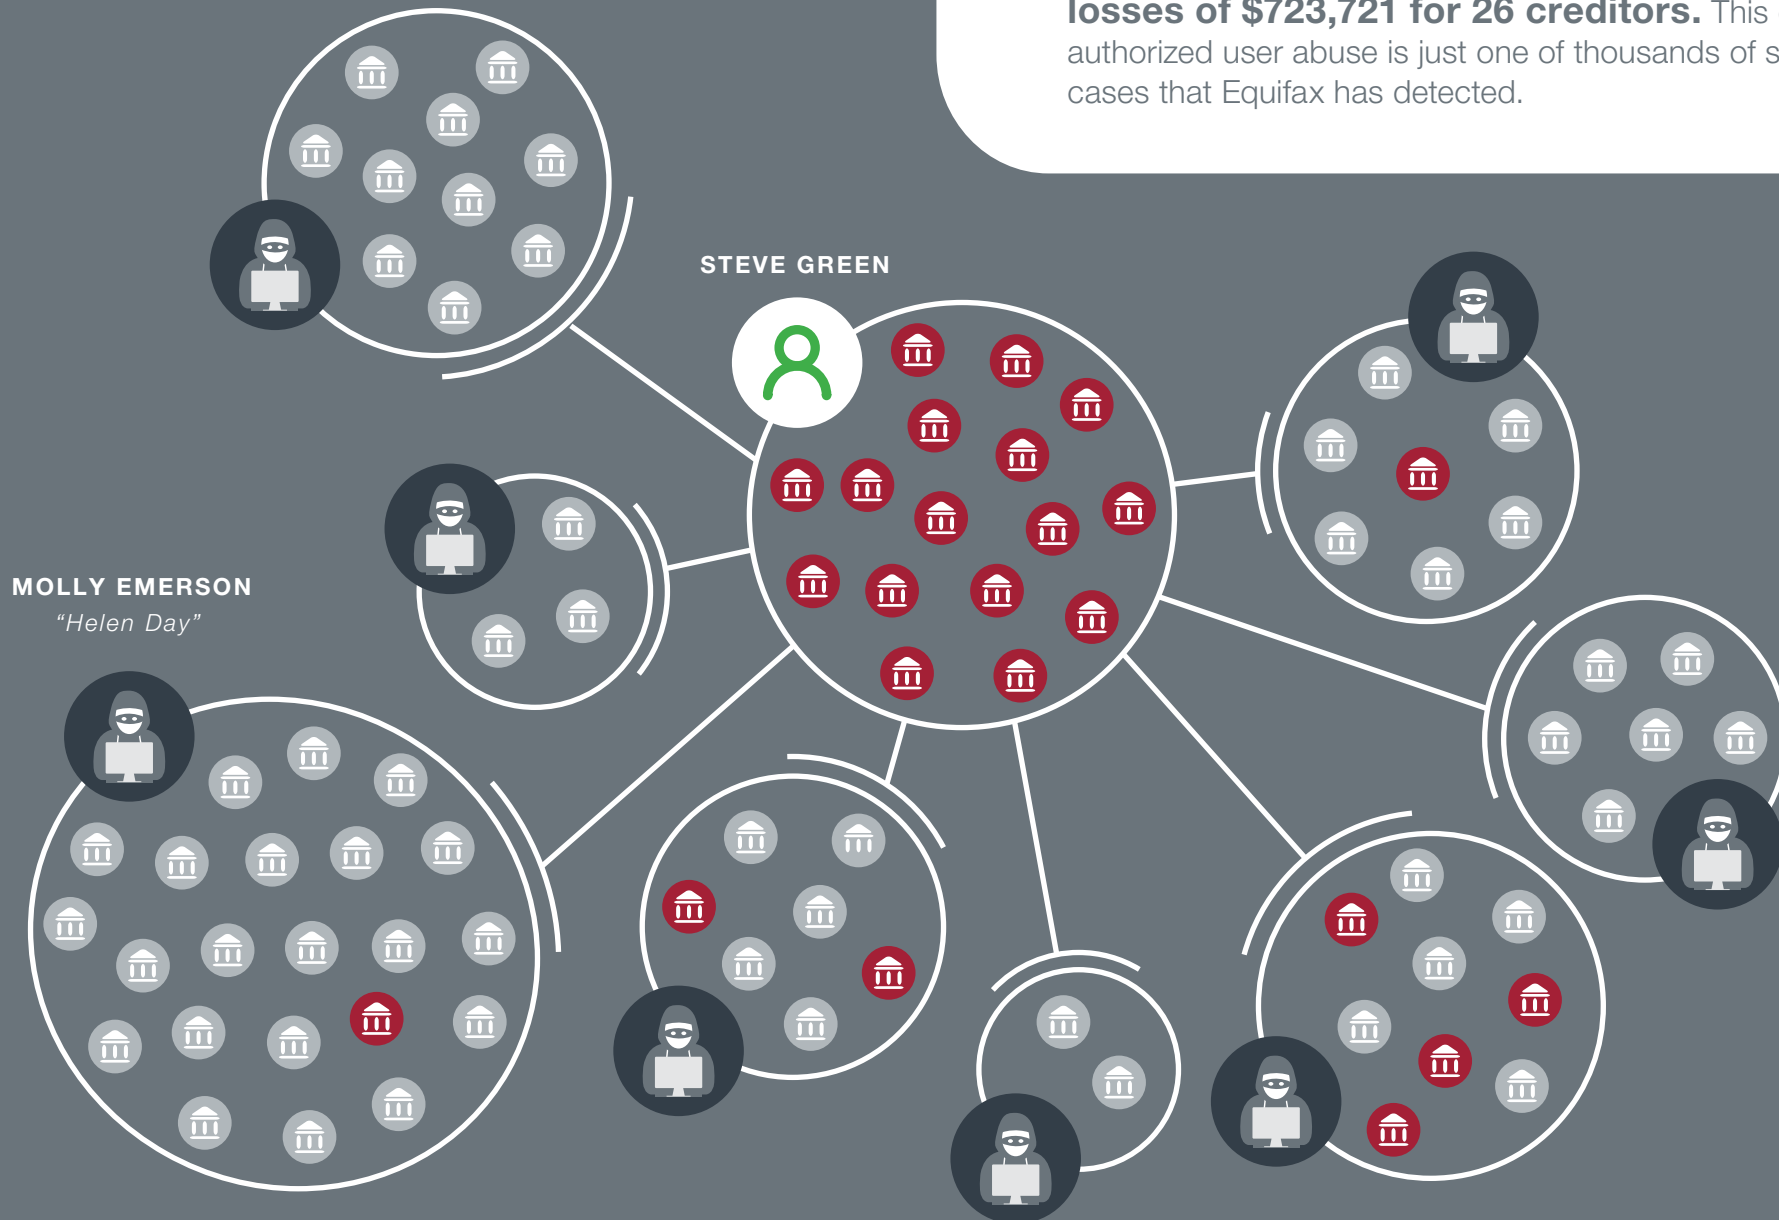 losses of $723,721 for 26 creditors. This
authorized user abuse is just one of thousands of
cases that Equifax has detected.
STEVE GREEN
MOLLY EMERSON
“Helen Day”